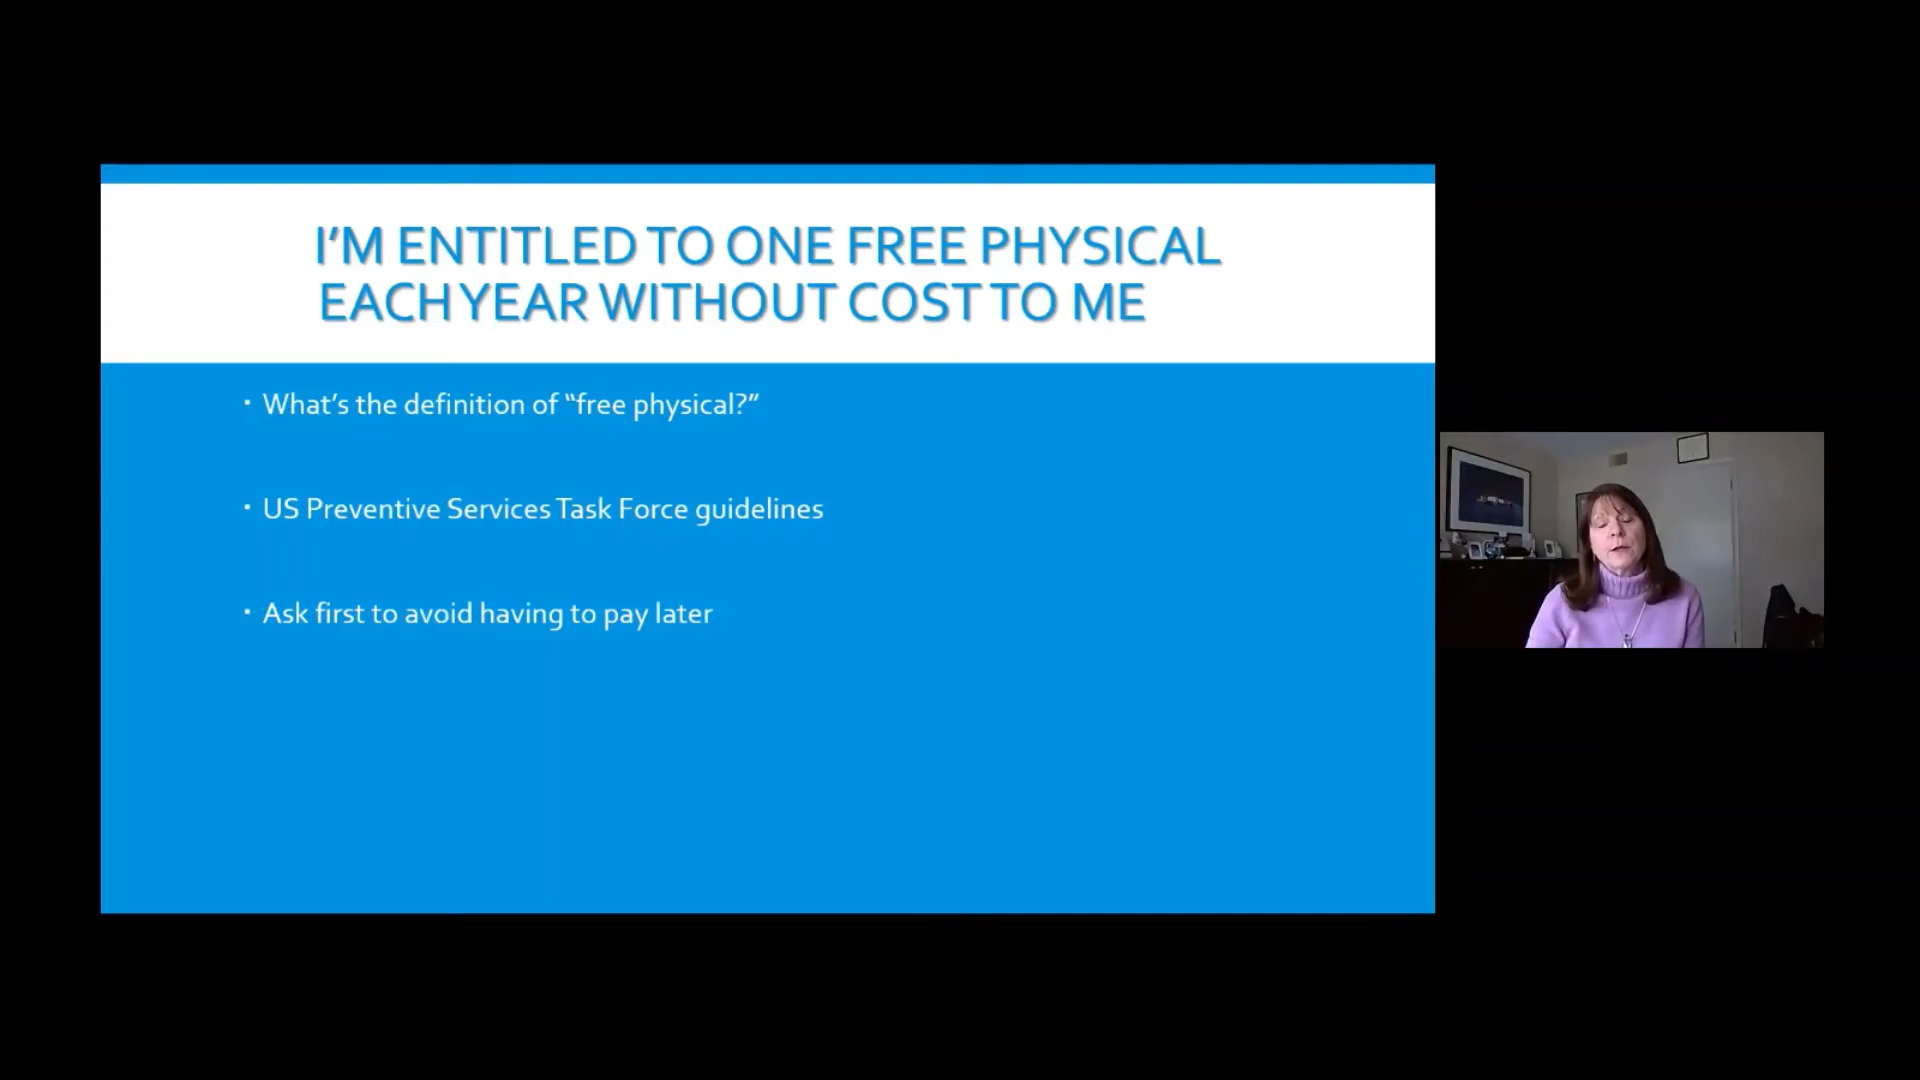 I’M ENTITLED TO ONE FREE PHYSICAL
EACH YEAR WITHOUT COST TO ME
▪ What’s the definition of “free physical?”
▪ US Preventive Services Task Force guidelines
▪ Ask first to avoid having to pay later